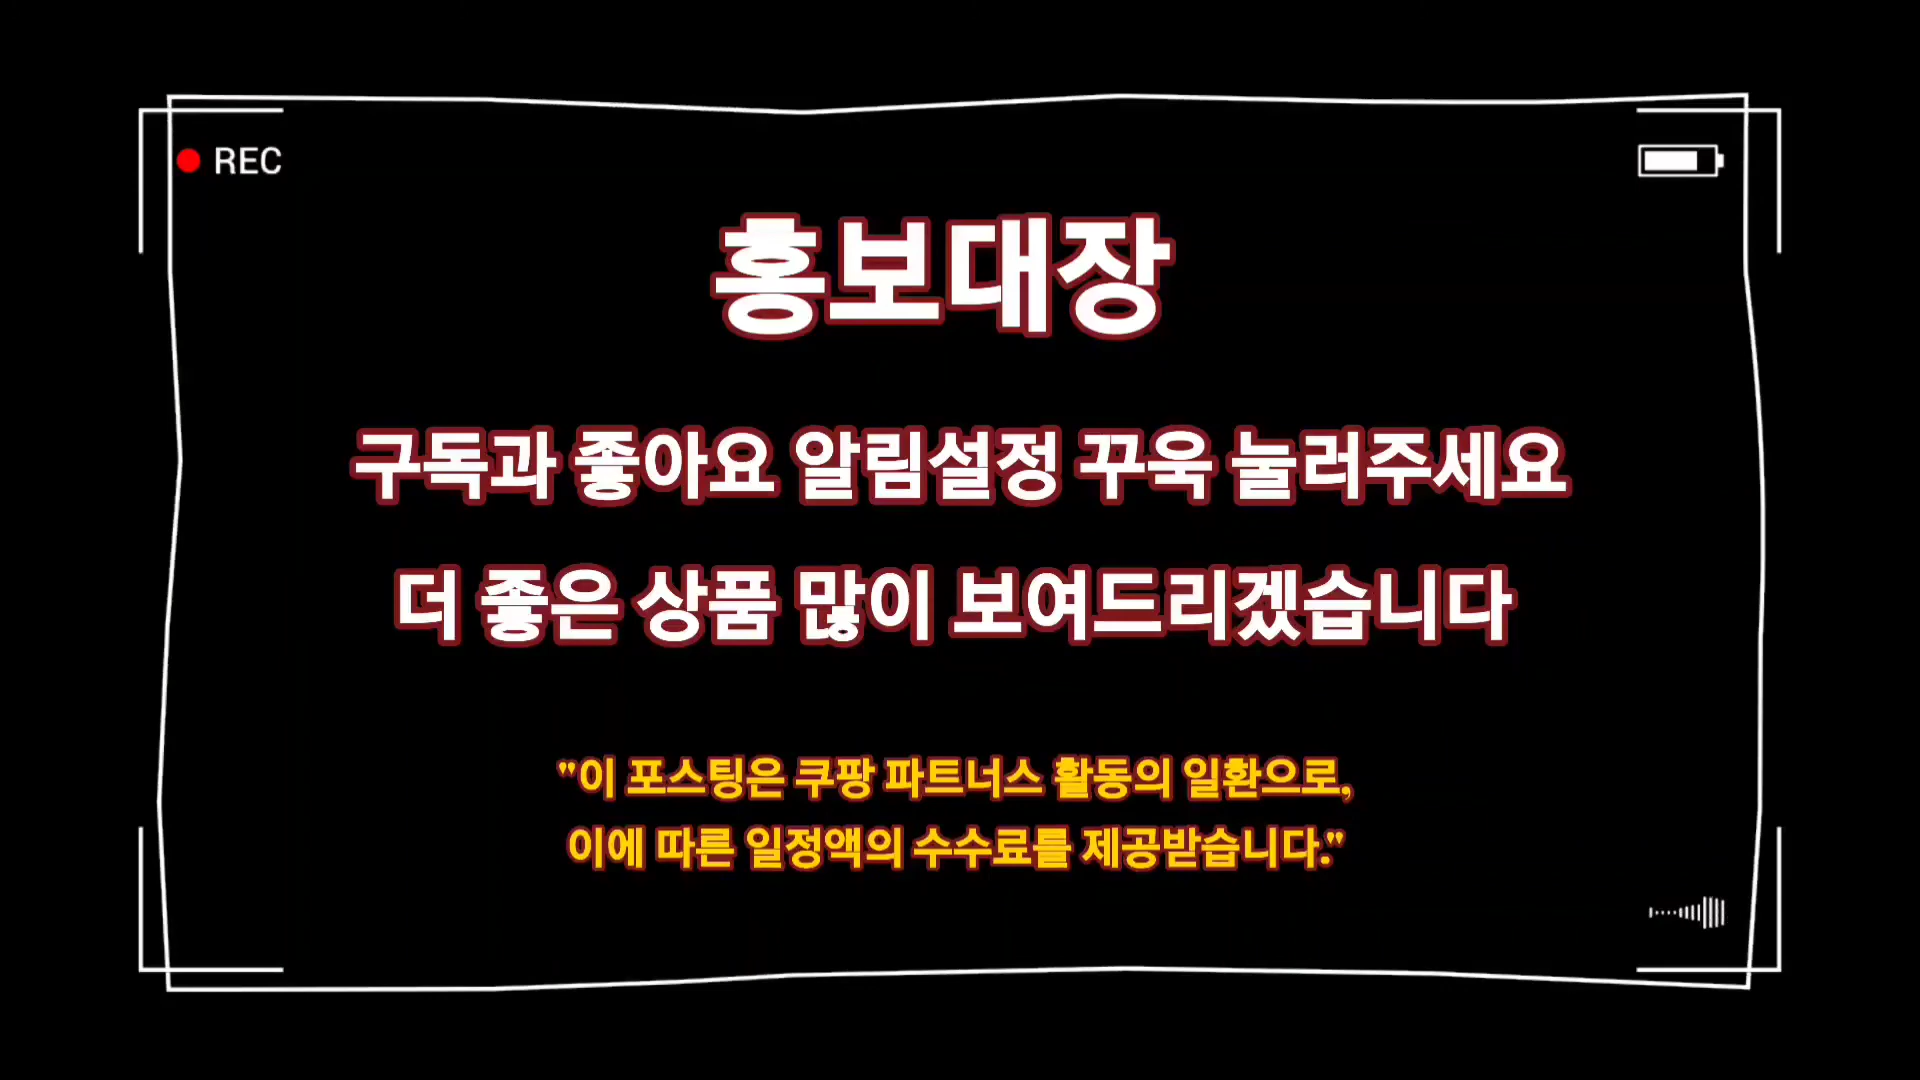 REC
홍보대장
구독과 좋아요 알림설정 꾸욱 눌러주세요
더 좋은 상품 많이 보여드리겠습니다
"이 포스팅은 쿠팡 파트너스 활동의 일환으로,
이에 따른 일정액의 수수료를 제공받습니다."